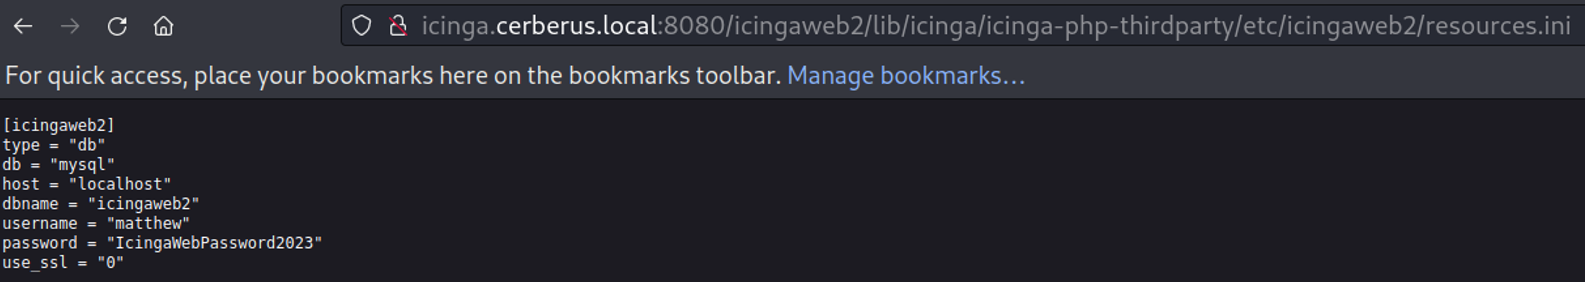 icinga.cerberus.local:8080/icingaweb2/lib/icinga/icinga-php-thirdparty/etc/icingaweb2/resources.ini
For quick access, place your bookmarks here on the bookmarks toolbar. Manage bookmarks...
[icingaweb2]
type = "db"
db = "mysql"
host = "localhost"
dbname = "icingaweb2"
username = "matthew"
password = "IcingaWebPassword2023"
use_ssl = "0"